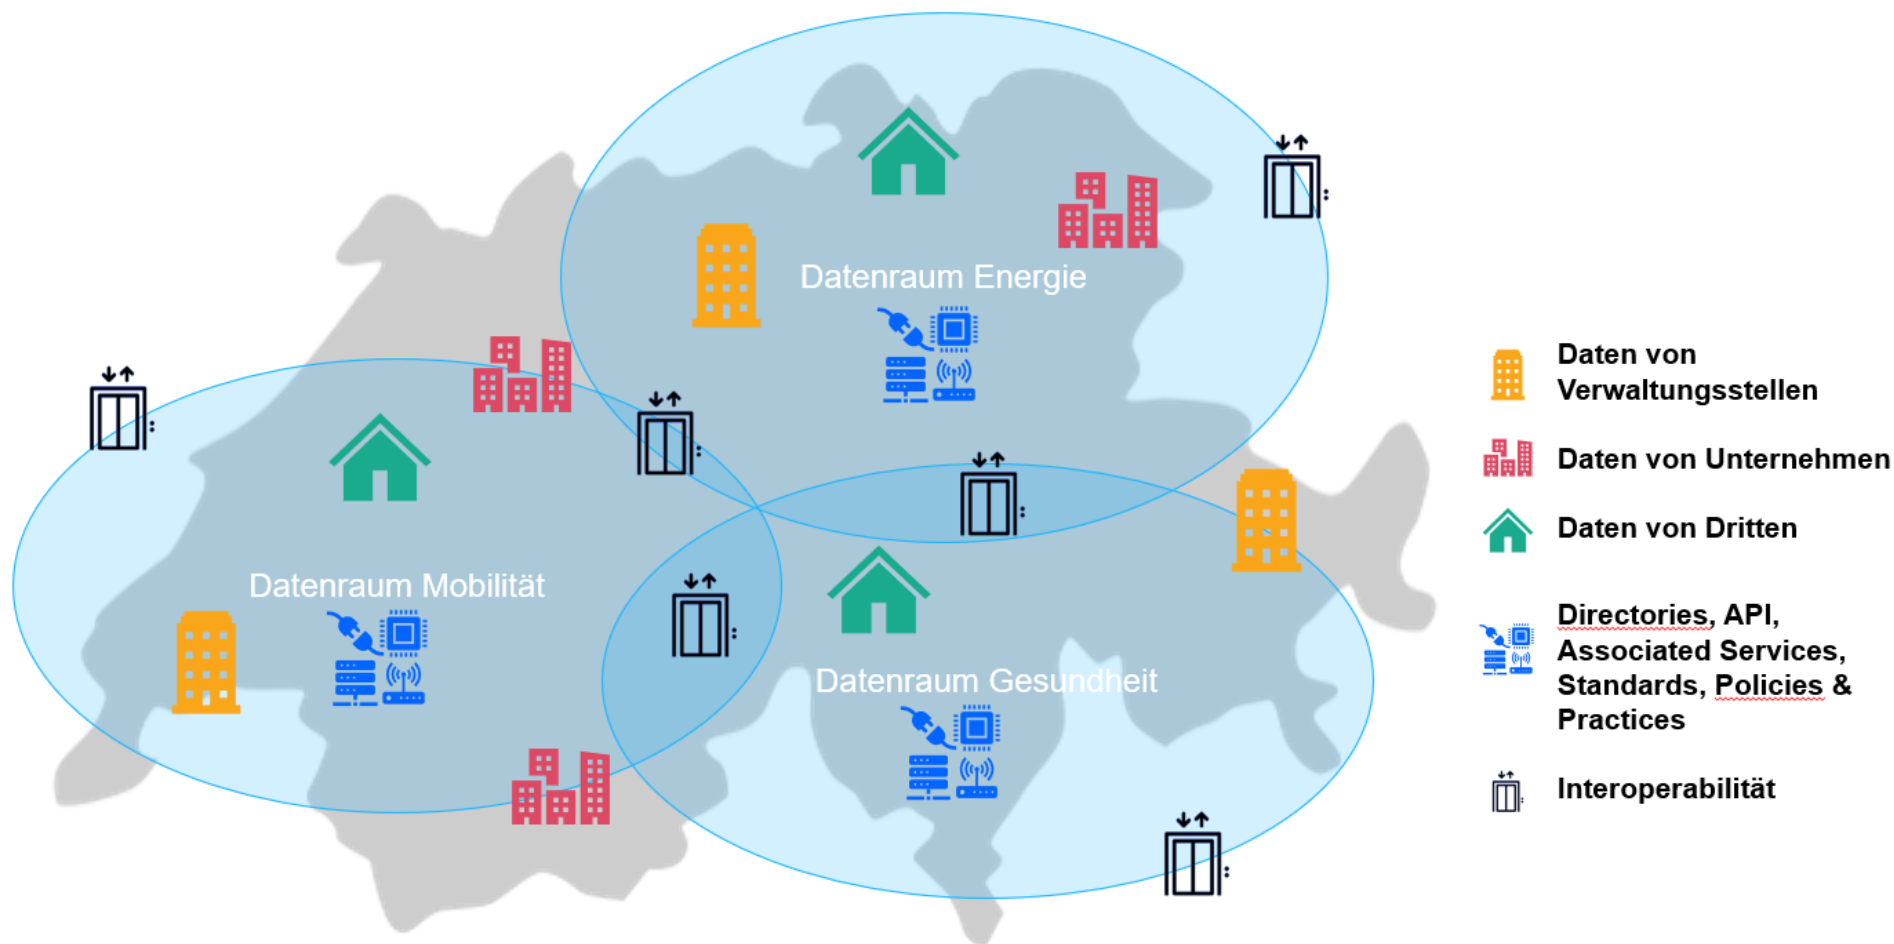 Datenraum Energie
Datenraum Mobilität
Datenraum Gesundheit
Daten von
Verwaltungsstellen
Daten von Unternehmen
Daten von Dritten
Directories, API,
Associated Services,
Standards, Policies &
Practices
Interoperabilität